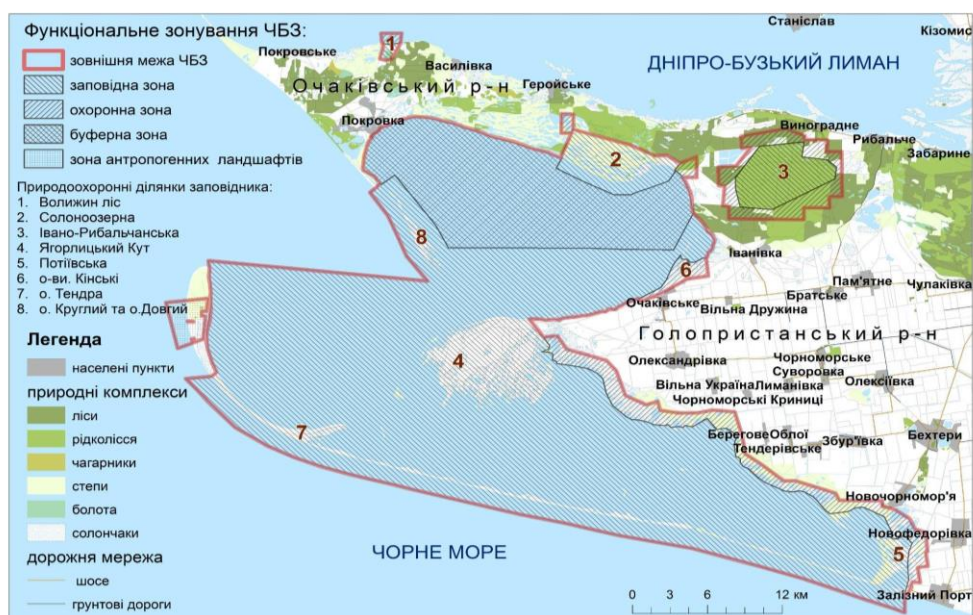 Функціональне зонування ЧБЗ:
зовнішня межа ЧБЗ
заповідна зона
охоронна зона
буферна зона
зона антропогенних ландшафтів
Природоохоронні ділянки заповідника:
1. Волижин ліс
2. Солоноозерна
3. Івано-Рибальчанська
4. Ягорлицький Кут
5. Потіївська
6. о-ви. Кінські
7. о. Тендра
8. о. Круглий та о.Довгий
Легенда
населені пункти
природні комплекси
ліси
рідколісся
чагарники
степи
болота
солончаки
дорожня мережа
шосе
грунтові дороги
Станіслав
Кізомис
Покровське
1
Василівка
ДНІПРО-БУЗЬКИЙ ЛИМАН
Очаківський р-н
Геройське
Покровка
Виноградне
Рибальче
Забарине
2
3
8
Іванівка
6
Пам'ятне
Чулаківка
Очаківське
Братське
Вільна Дружина
Голопристанський р-н
4
Олександрівка
Чорноморське
Суворовка
Олексіївка
Вільна Україна
Лиманівка
Чорноморські Криниці
7
Берегове
Облої
Тендерівське
Збур'ївка
Бехтери
Новочорномор'я
Новофедорівка
5
ЧОРНЕ МОРЕ
Залізний Порт
0 3 6 12 км